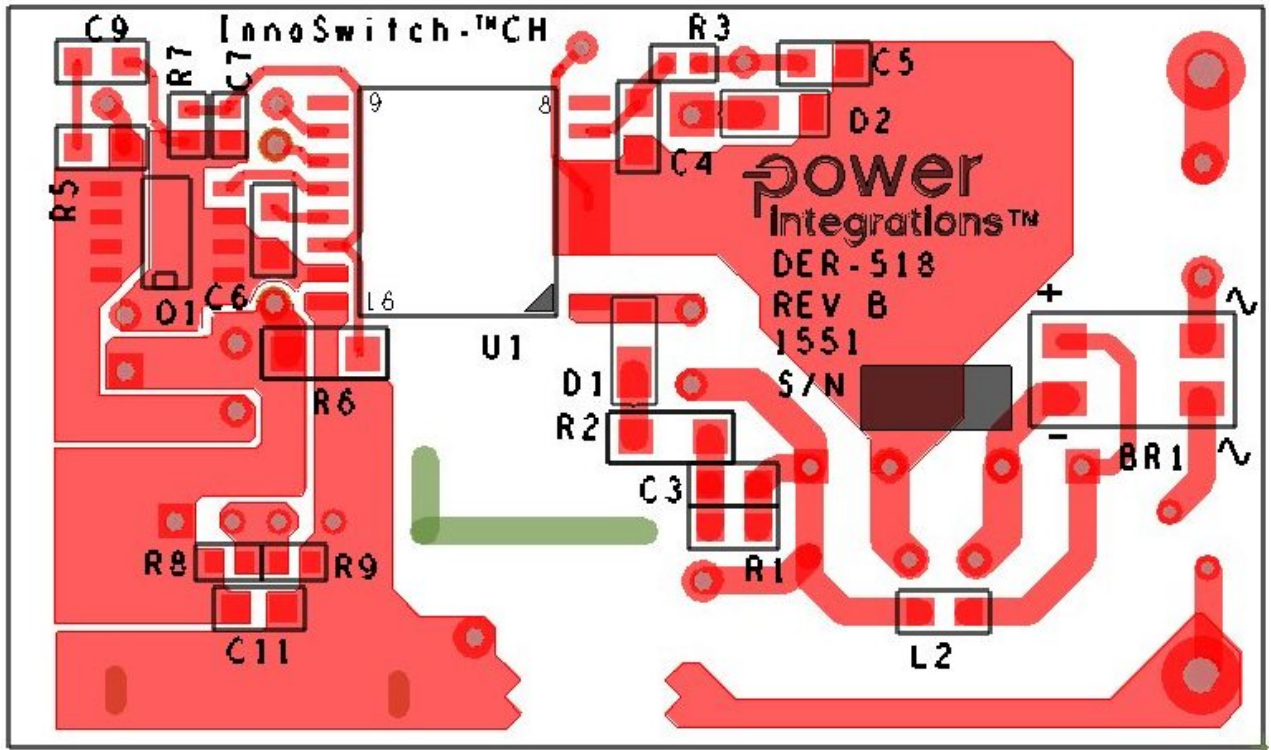 InnoSwitch-™CH
C9
R7
C7
R3
C5
9
8
D2
C4
R5
power
integrations™
DER-518
REV B
1551
S/N
C6
O1
16
U1
+
~
D1
R6
R2
-
BR1
~
C3
R8
R9
R1
C11
L2